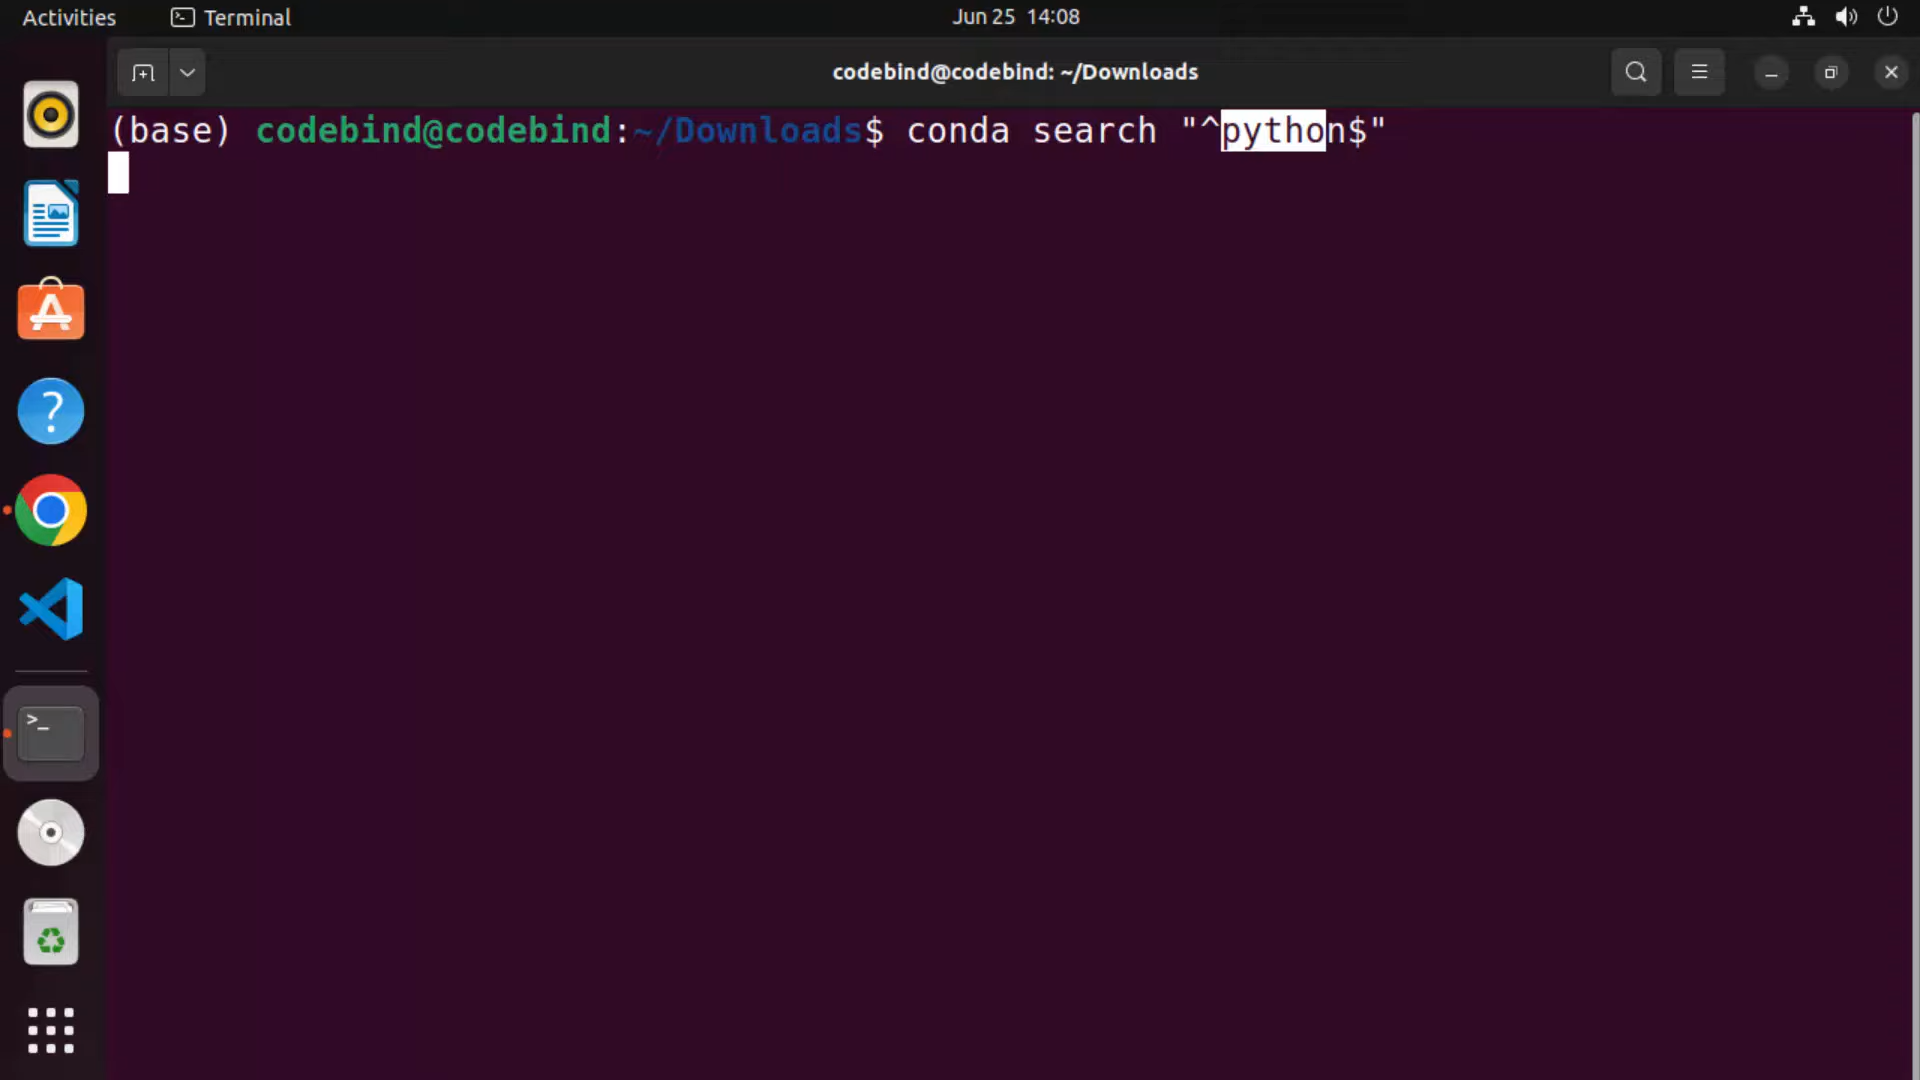 Activities Terminal Jun 25 14:08
codebind@codebind: ~/Downloads
(base) codebind@codebind:~/Downloads$ conda search "^python$"